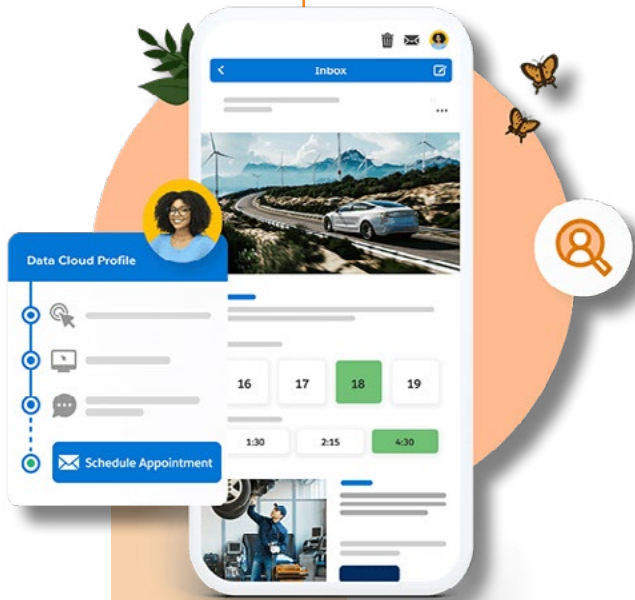 Inbox
Data Cloud Profile
16 17 18 19
1:30 2:15 4:30
Schedule Appointment